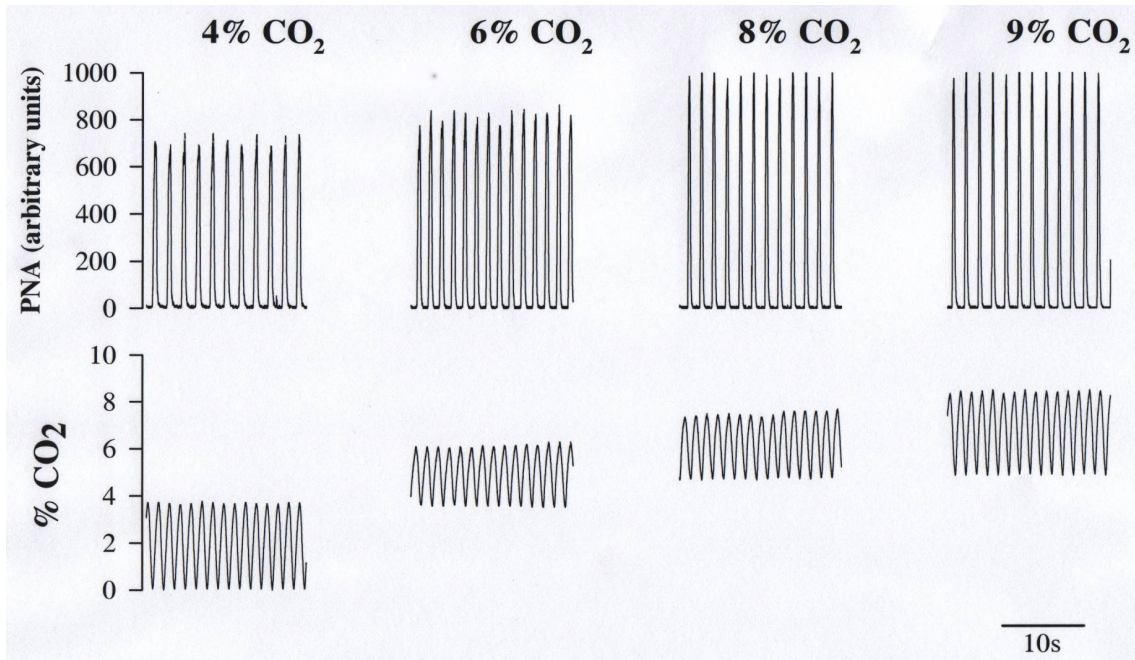 4% CO₂
6% CO₂
8% CO₂
9% CO₂
PNA (arbitrary units)
1000
800
600
400
200
0
% CO₂
10
8
6
4
2
0
10s